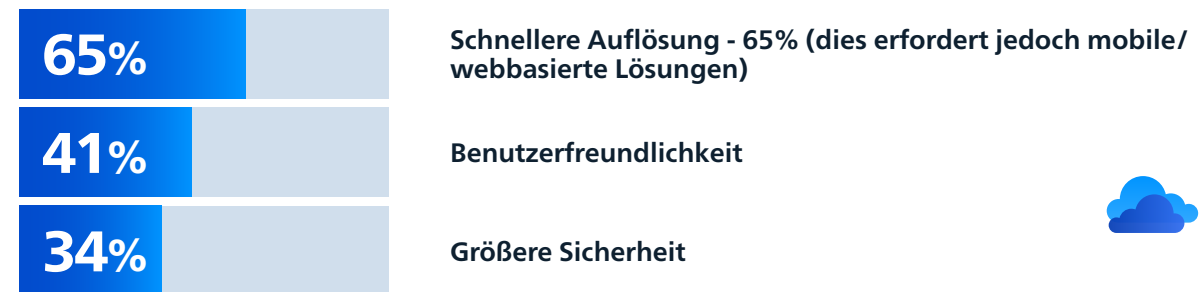 65%
Schnellere Auflösung - 65% (dies erfordert jedoch mobile/
webbasierte Lösungen)
41%
Benutzerfreundlichkeit
34%
Größere Sicherheit